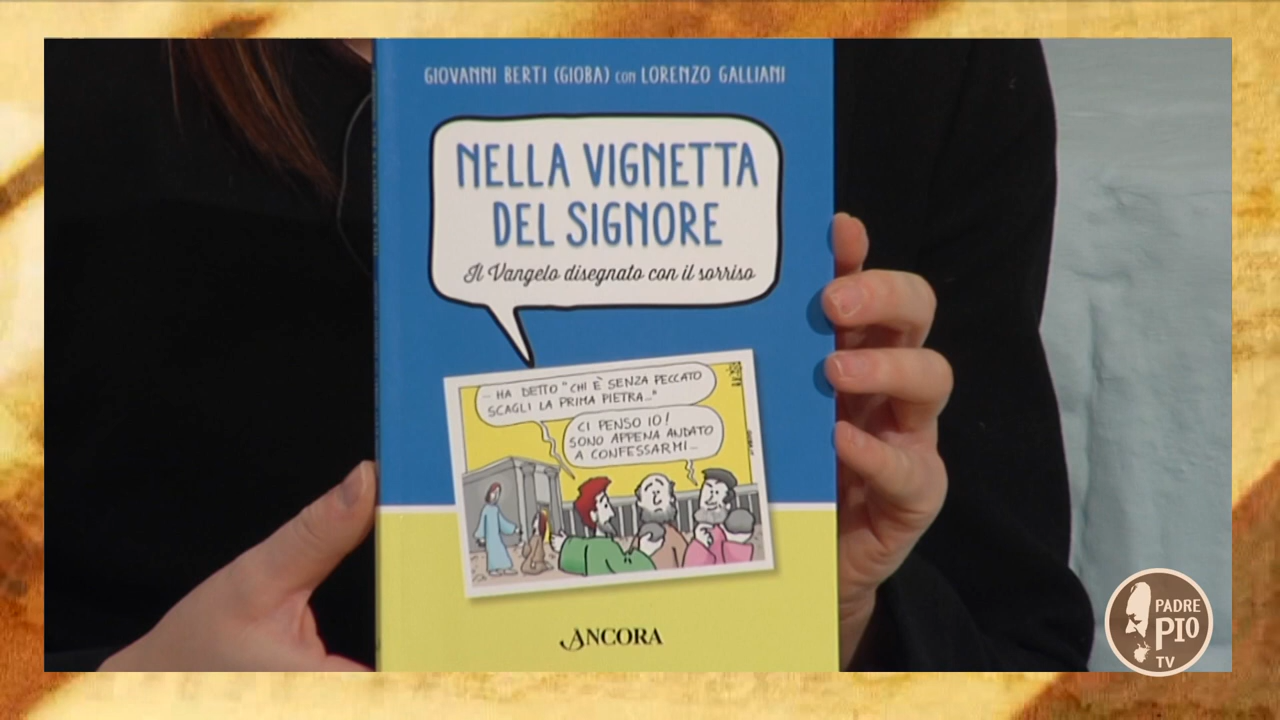 GIOVANNI BERTI (GIOBA) con LORENZO GALLIANI
NELLA VIGNETTA
DEL SIGNORE
Il Vangelo disegnato con il sorriso
... HA DETTO "CHI È SENZA PECCATO
SCAGLI LA PRIMA PIETRA..."
CI PENSO IO!
SONO APPENA ANDATO
A CONFESSARMI...
ÀNCORA
PADRE
PIO
TV